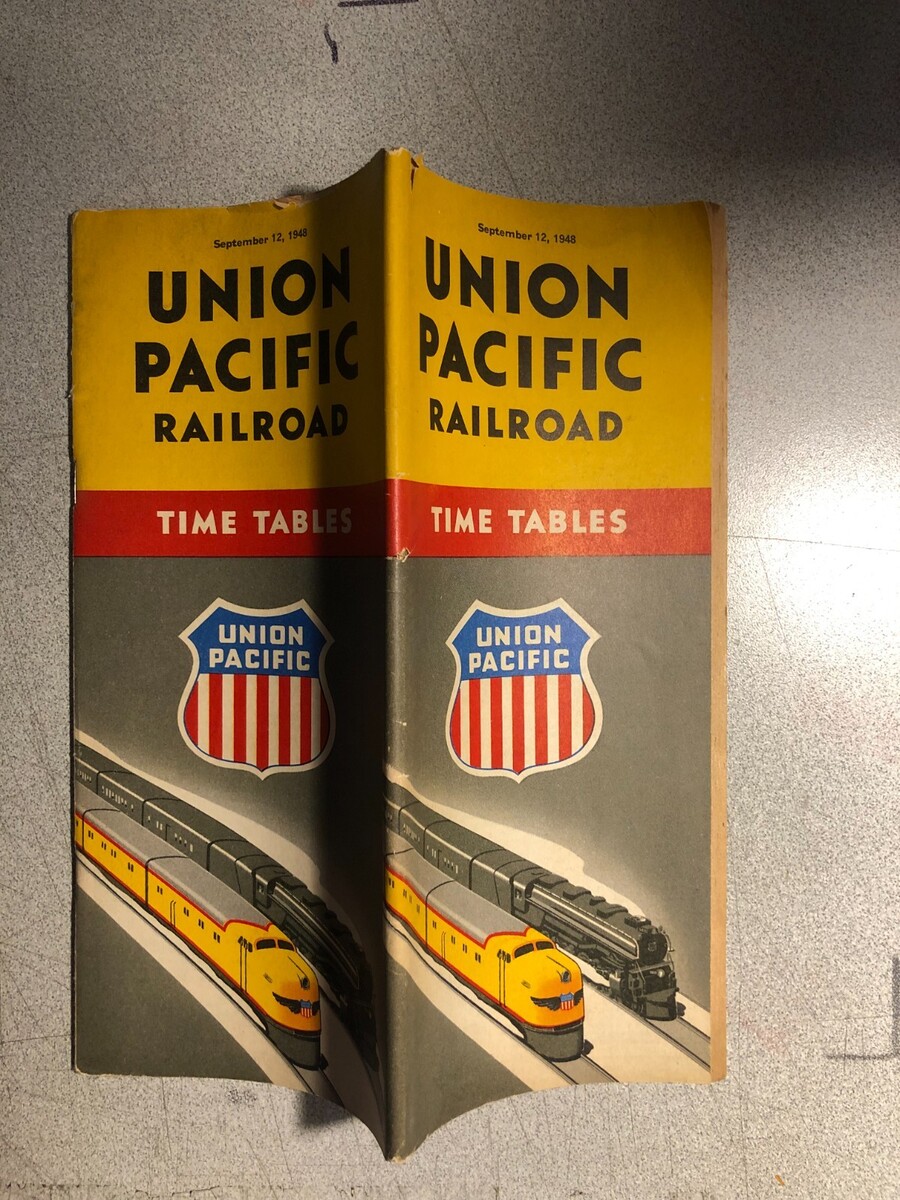 September 12, 1948
UNION
PACIFIC
RAILROAD
TIME TABLES
UNION
PACIFIC
September 12, 1948
UNION
PACIFIC
RAILROAD
TIME TABLES
UNION
PACIFIC